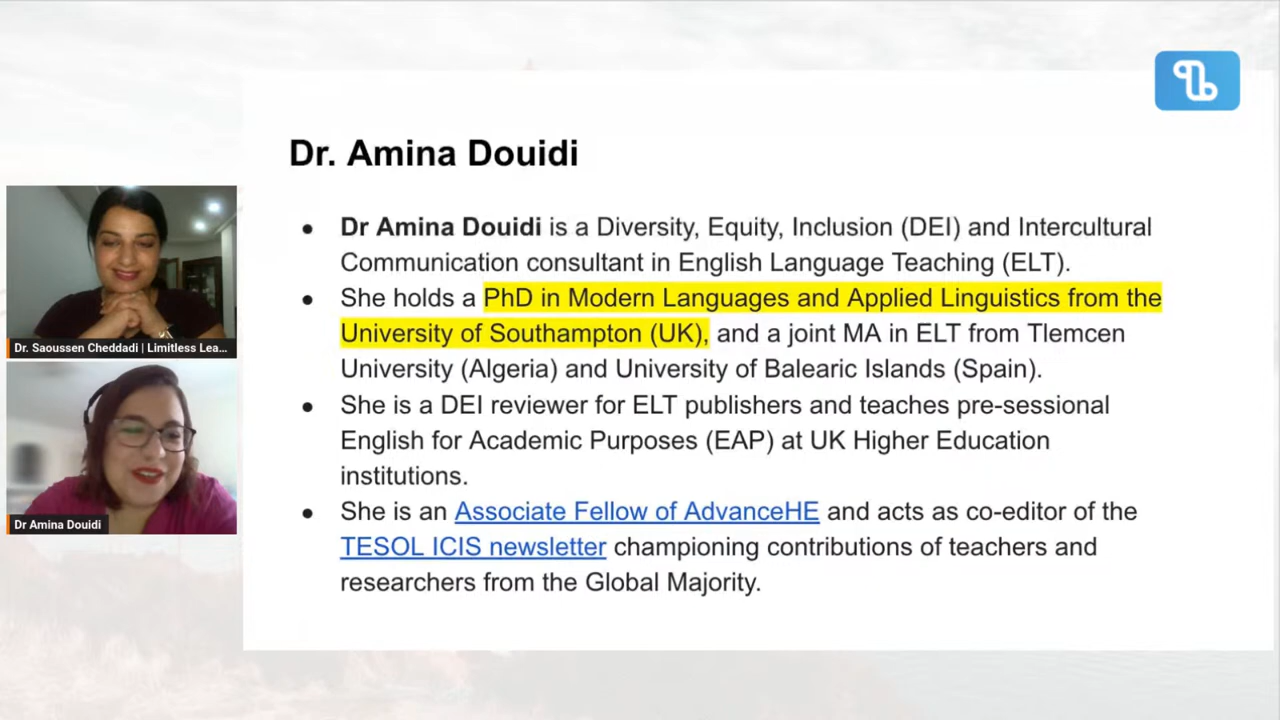 Dr. Amina Douidi
Dr Amina Douidi is a Diversity, Equity, Inclusion (DEI) and Intercultural
Communication consultant in English Language Teaching (ELT).
She holds a PhD in Modern Languages and Applied Linguistics from the
University of Southampton (UK), and a joint MA in ELT from Tlemcen
University (Algeria) and University of Balearic Islands (Spain).
She is a DEI reviewer for ELT publishers and teaches pre-sessional
English for Academic Purposes (EAP) at UK Higher Education
institutions.
She is an Associate Fellow of AdvanceHE and acts as co-editor of the
TESOL ICIS newsletter championing contributions of teachers and
researchers from the Global Majority.
Dr. Saoussen Cheddadi | Limitless Lea...
Dr Amina Douidi